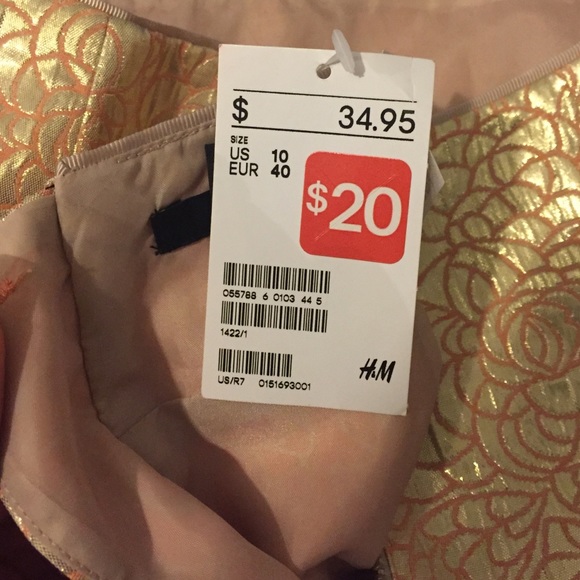 $ 34.95
SIZE
US 10
EUR 40
$20
055788 6 0103 44 5
1422/1
US/R7 0151693001
H&M